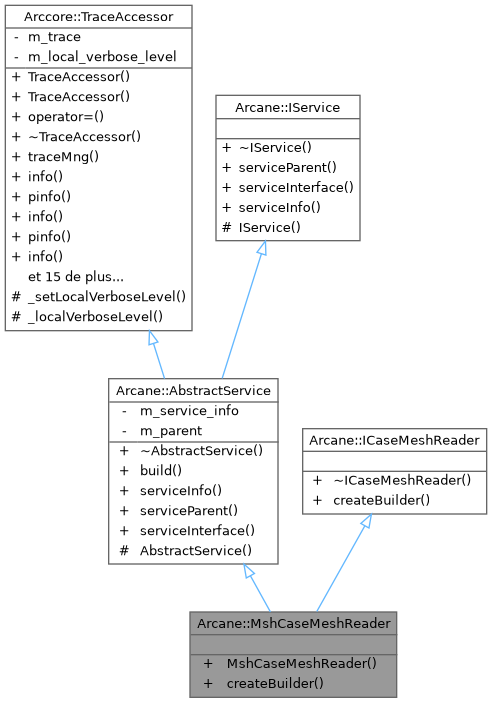 Arccore::TraceAccessor
- m_trace
- m_local_verbose_level
+ TraceAccessor()
+ TraceAccessor()
+ operator=()
+ ~TraceAccessor()
+ traceMng()
+ info()
+ pinfo()
+ info()
+ pinfo()
+ info()
et 15 de plus...
# _setLocalVerboseLevel()
# _localVerboseLevel()
Arcane::IService
+ ~IService()
+ serviceParent()
+ serviceInterface()
+ serviceInfo()
# IService()
Arcane::AbstractService
- m_service_info
- m_parent
+ ~AbstractService()
+ build()
+ serviceInfo()
+ serviceParent()
+ serviceInterface()
# AbstractService()
Arcane::ICaseMeshReader
+ ~ICaseMeshReader()
+ createBuilder()
Arcane::MshCaseMeshReader
+ MshCaseMeshReader()
+ createBuilder()